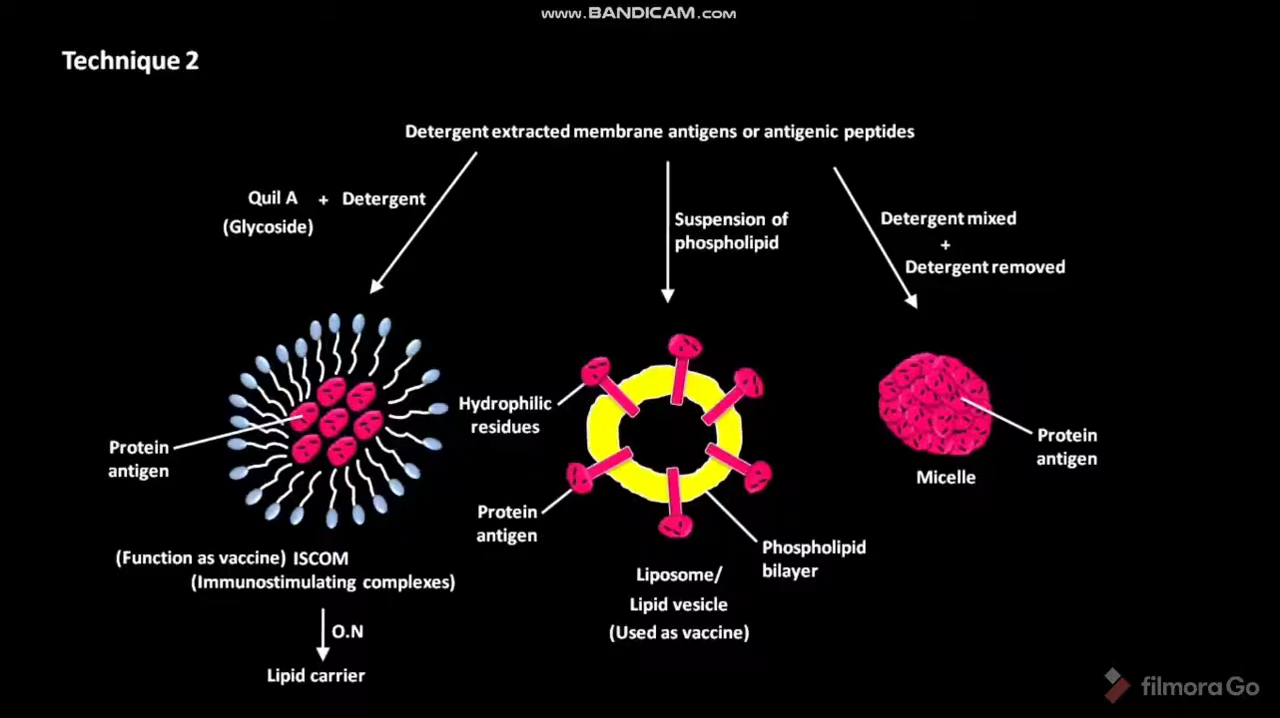 www.BANDICAM.com
Technique 2
Detergent extracted membrane antigens or antigenic peptides
Quil A + Detergent
(Glycoside)
Suspension of
phospholipid
Detergent mixed
+
Detergent removed
Hydrophilic
residues
Protein
antigen
Protein
antigen
Protein
antigen
Micelle
Phospholipid
bilayer
(Function as vaccine) ISCOM
(Immunostimulating complexes)
O.N
Lipid carrier
Liposome/
Lipid vesicle
(Used as vaccine)
filmoraGo